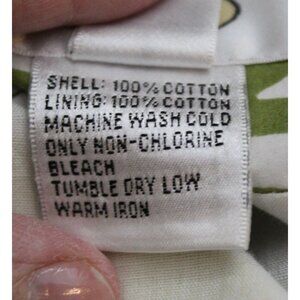 SHELL: 100% COTTON
LINING: 100% COTTON
MACHINE WASH COLD
ONLY NON-CHLORINE
BLEACH
TUMBLE DRY LOW
WARM IRON